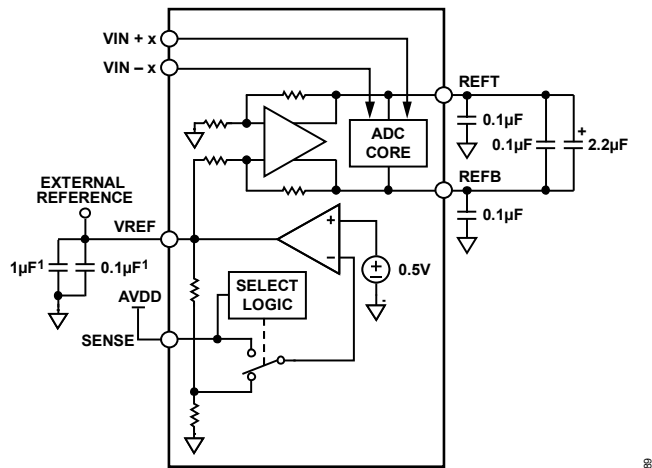 VIN + x
VIN – x
REFT
0.1µF
ADC
CORE
0.1µF
+
2.2µF
REFB
0.1µF
EXTERNAL
REFERENCE
VREF
1µF1
0.1µF1
+
–
0.5V
SELECT
LOGIC
AVDD
SENSE
89